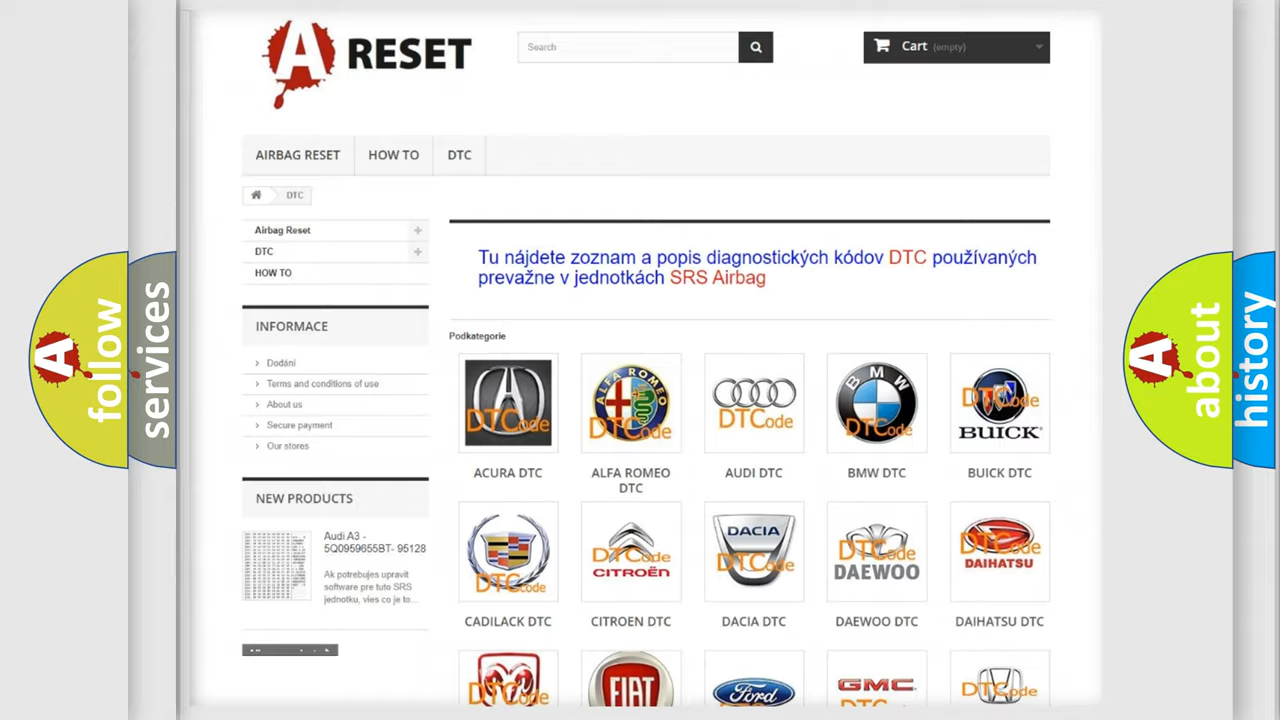 A RESET
Search
Cart (empty)
AIRBAG RESET
HOW TO
DTC
DTC
Airbag Reset
DTC
HOW TO
Tu nájdete zoznam a popis diagnostických kódov DTC používaných
prevažne v jednotkách SRS Airbag
INFORMACE
Dodání
Terms and conditions of use
About us
Secure payment
Our stores
NEW PRODUCTS
Audi A3 -
5Q0959655BT- 95128
Ak potrebujes upravit
software pre tuto SRS
jednotku, vies co je to...
Podkategorie
DTCode
ALFA ROMEO
DTCode
DTCode
BMW
DTCode
DTCode
BUICK
ACURA DTC
ALFA ROMEO
DTC
AUDI DTC
BMW DTC
BUICK DTC
DTCode
DTCode
CITROËN
DACIA
DTCode
DTCode
DAEWOO
DTCode
DAIHATSU
CADILACK DTC
CITROEN DTC
DACIA DTC
DAEWOO DTC
DAIHATSU DTC
DTCode
FIAT
Ford
GMC
DTCode
A follow
services
A about
history